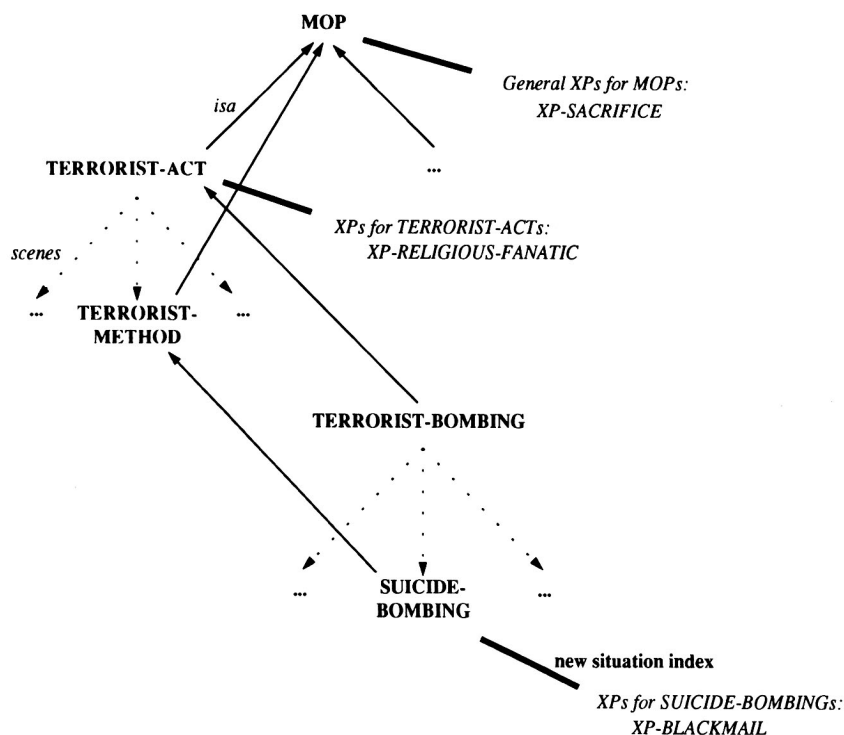 MOP
General XPs for MOPs:
XP-SACRIFICE
isa
TERRORIST-ACT
...
XPs for TERRORIST-ACTs:
XP-RELIGIOUS-FANATIC
scenes
...
TERRORIST-
METHOD
...
TERRORIST-BOMBING
...
SUICIDE-
BOMBING
...
new situation index
XPs for SUICIDE-BOMBINGs:
XP-BLACKMAIL